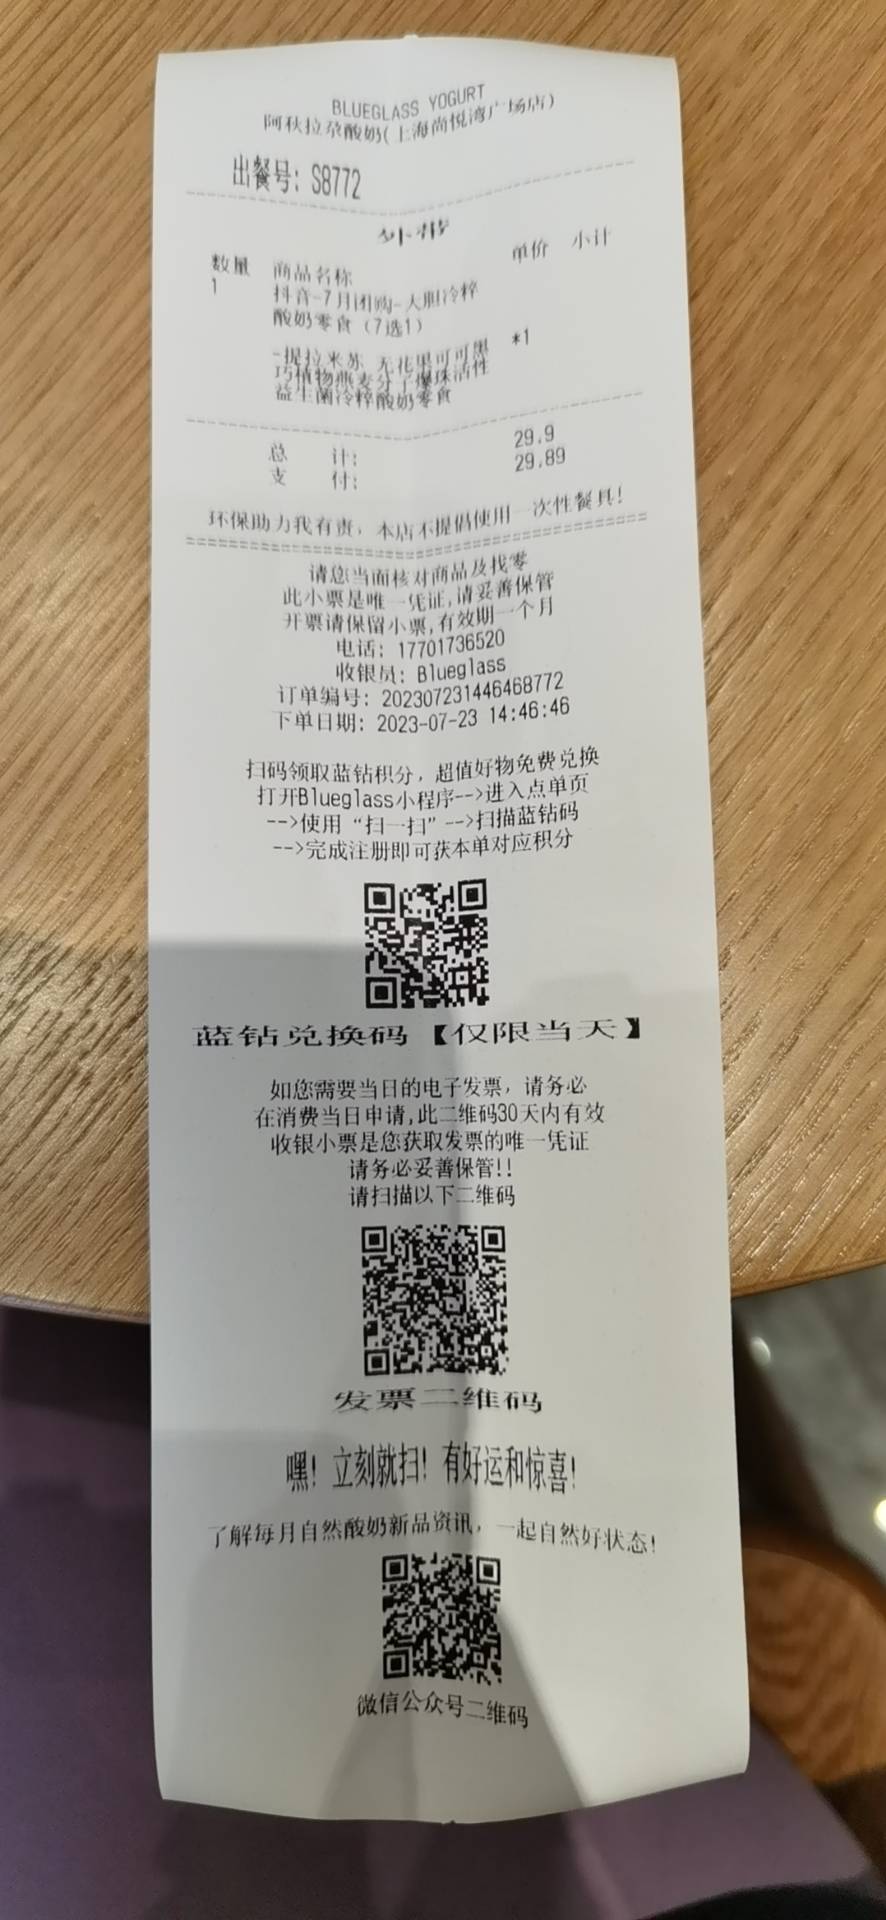 BLUEGLASS YOGURT
阿秋拉尕酸奶(上海尚悦湾广场店)
出餐号: S8772
外带
数量 商品名称 单价 小计
1 抖音-7月团购-大胆冷粹
酸奶零食（7选1）
-提拉米苏 无花果可可黑 *1
巧植物燕麦分子爆珠活性
益生菌冷粹酸奶零食
总 计: 29.9
支 付: 29.89
环保助力我有责，本店不提倡使用一次性餐具!
请您当面核对商品及找零
此小票是唯一凭证,请妥善保管
开票请保留小票,有效期一个月
电话: 17701736520
收银员: Blueglass
订单编号: 202307231446468772
下单日期: 2023-07-23 14:46:46
扫码领取蓝钻积分，超值好物免费兑换
打开Blueglass小程序-->进入点单页
-->使用“扫一扫”-->扫描蓝钻码
-->完成注册即可获本单对应积分
蓝钻兑换码【仅限当天】
如您需要当日的电子发票，请务必
在消费当日申请,此二维码30天内有效
收银小票是您获取发票的唯一凭证
请务必妥善保管!!
请扫描以下二维码
发票二维码
嘿! 立刻就扫! 有好运和惊喜!
了解每月自然酸奶新品资讯，一起自然好状态!
微信公众号二维码